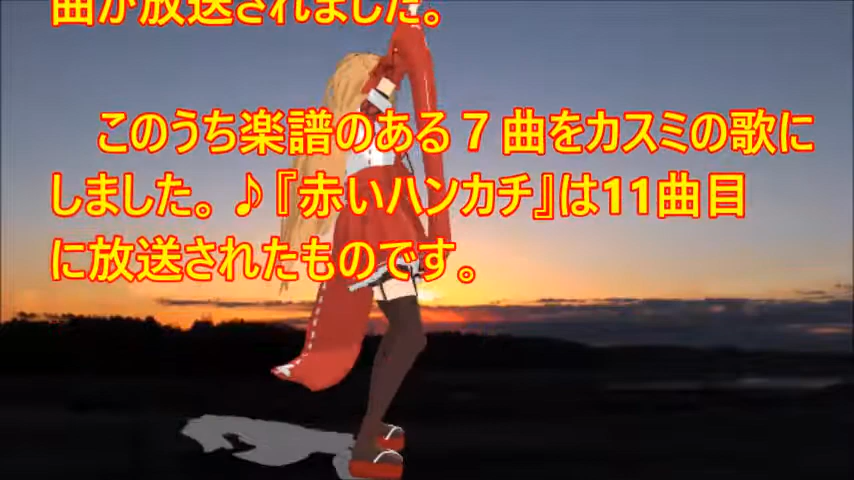 曲が放送されました。
このうち楽譜のある７曲をカスミの歌に
しました。♪『赤いハンカチ』は11曲目
に放送されたものです。